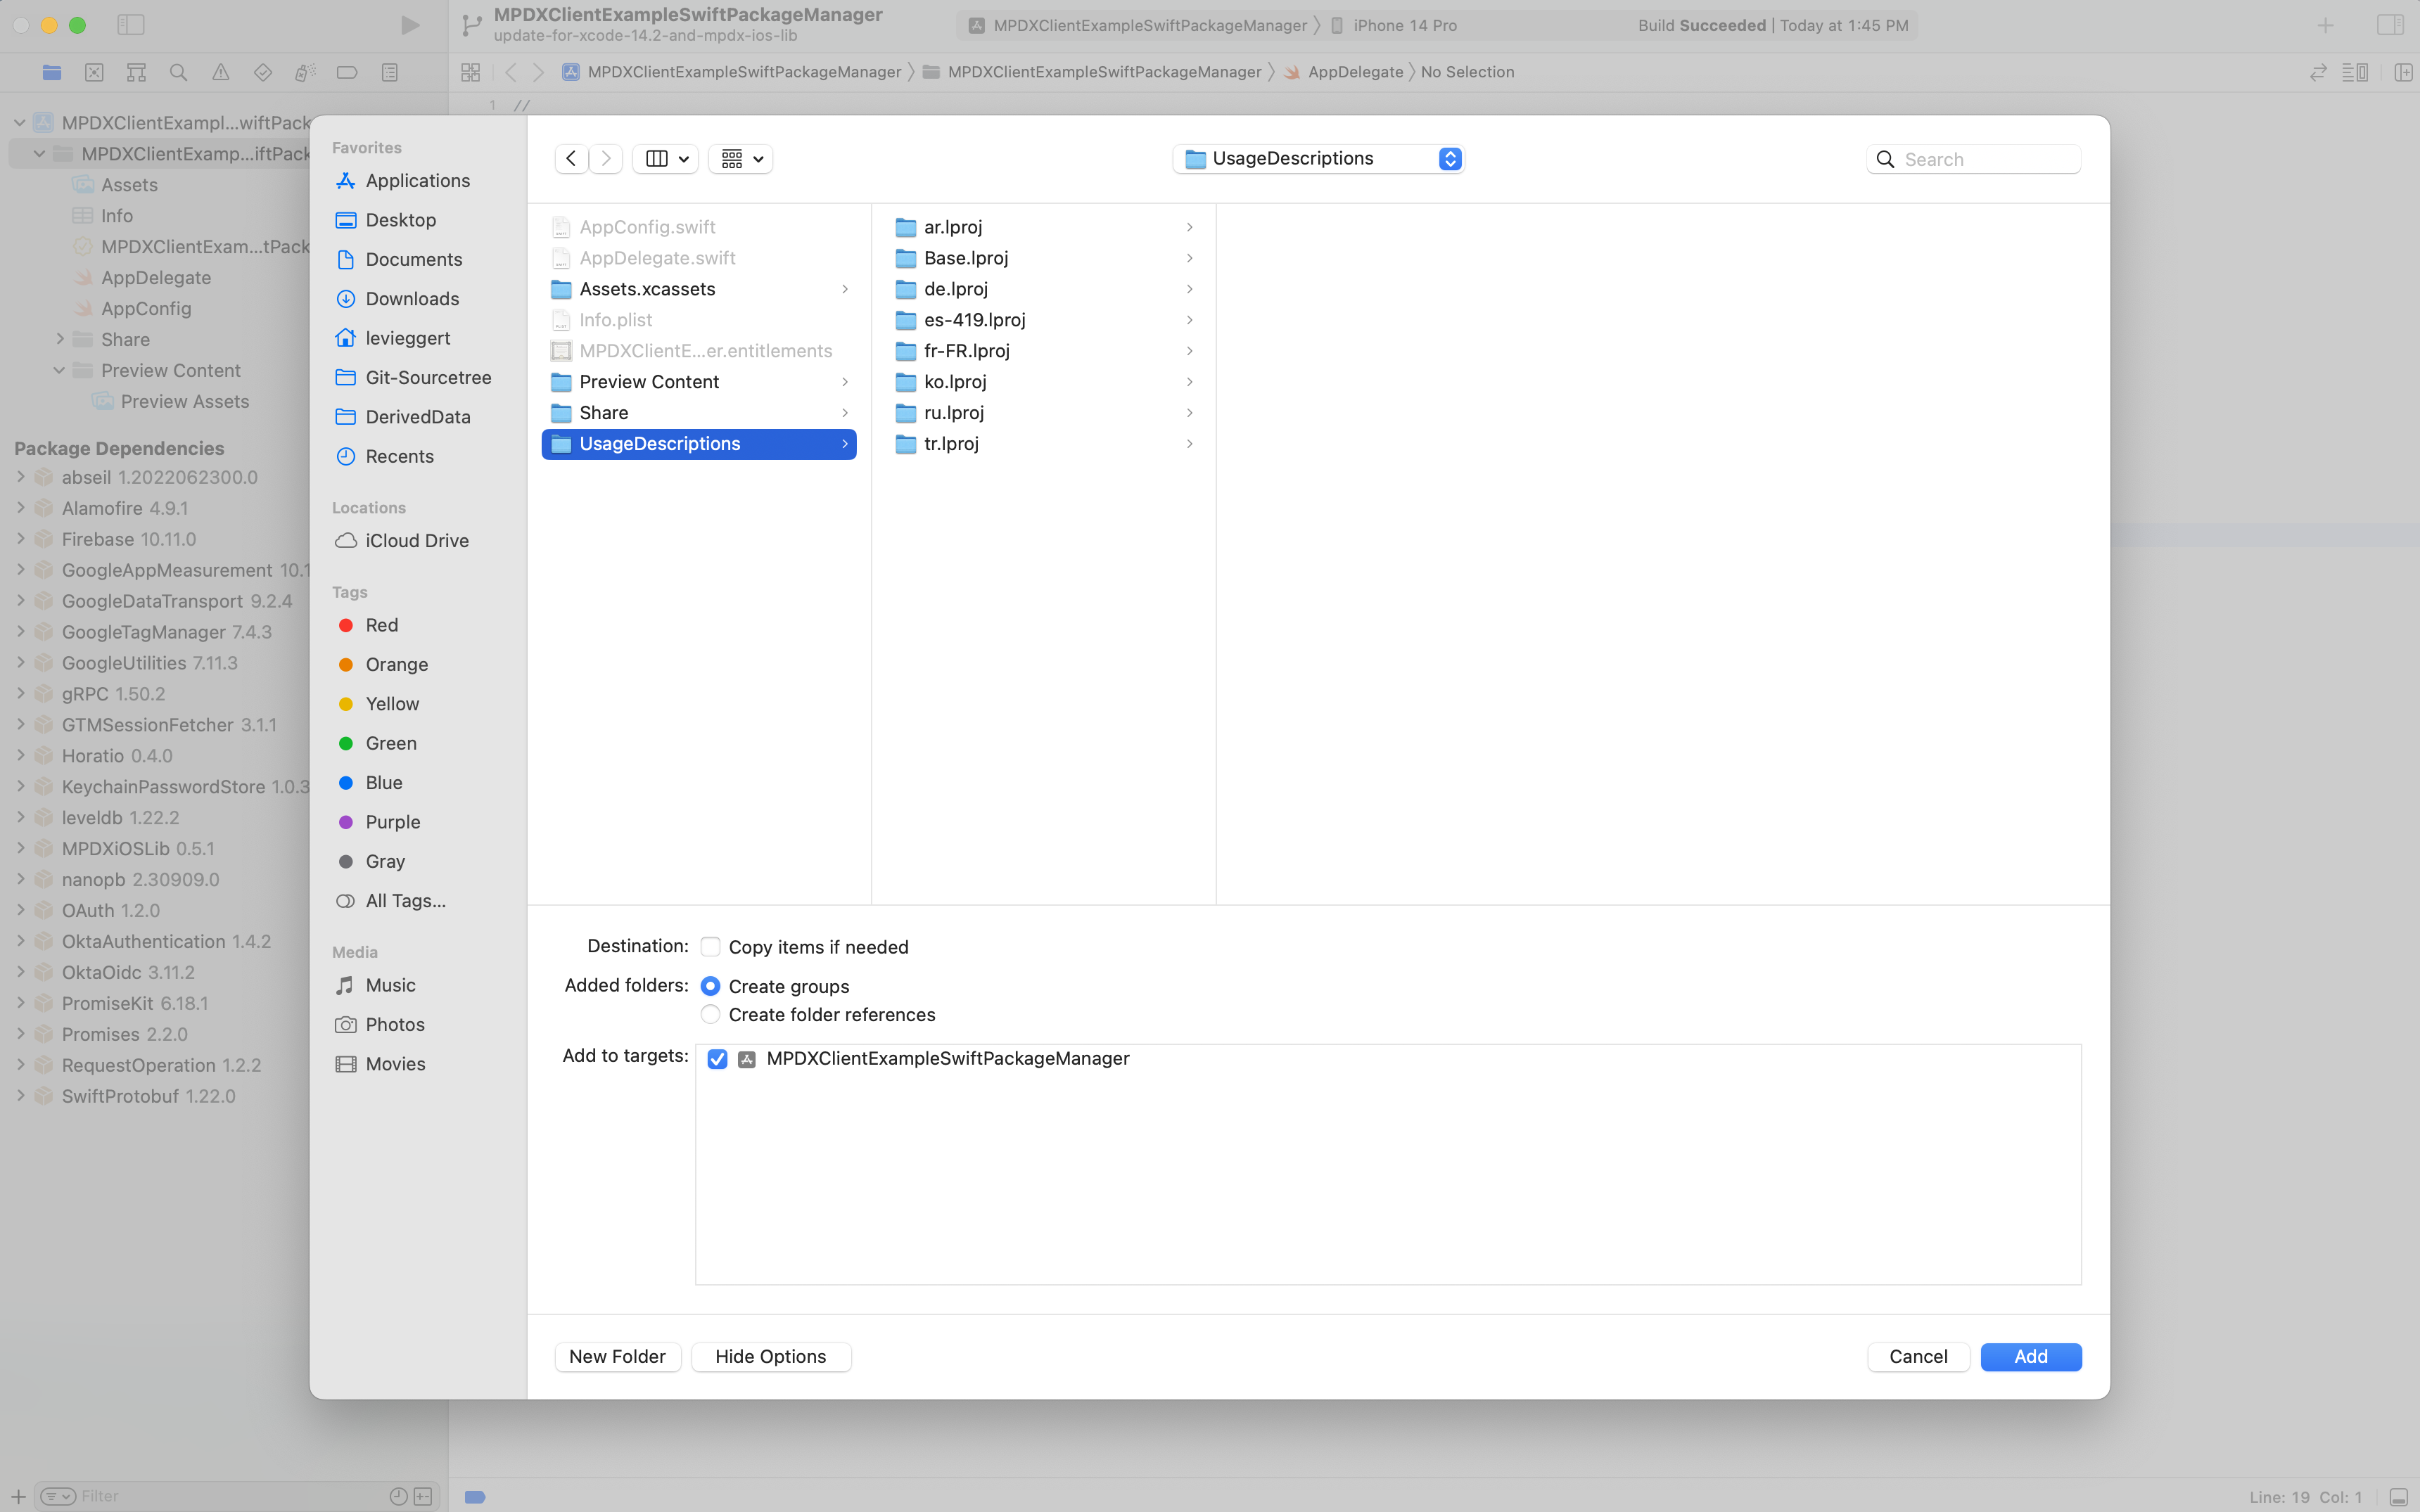 MPDXClientExampleSwiftPackageManager
update-for-xcode-14.2-and-mpdx-ios-lib
MPDXClientExampleSwiftPackageManager
iPhone 14 Pro
Build Succeeded | Today at 1:45 PM
MPDXClientExampleSwiftPackageManager
MPDXClientExampleSwiftPackageManager
AppDelegate
No Selection
1 //
MPDXClientExampl...wiftPack
MPDXClientExamp...iftPack
Assets
Info
MPDXClientExam...tPack
AppDelegate
AppConfig
Share
Preview Content
Preview Assets
Package Dependencies
abseil 1.2022062300.0
Alamofire 4.9.1
Firebase 10.11.0
GoogleAppMeasurement 10.1
GoogleDataTransport 9.2.4
GoogleTagManager 7.4.3
GoogleUtilities 7.11.3
gRPC 1.50.2
GTMSessionFetcher 3.1.1
Horatio 0.4.0
KeychainPasswordStore 1.0.3
leveldb 1.22.2
MPDXiOSLib 0.5.1
nanopb 2.30909.0
OAuth 1.2.0
OktaAuthentication 1.4.2
OktaOidc 3.11.2
PromiseKit 6.18.1
Promises 2.2.0
RequestOperation 1.2.2
SwiftProtobuf 1.22.0
Filter
Favorites
Applications
Desktop
Documents
Downloads
levieggert
Git-Sourcetree
DerivedData
Recents
Locations
iCloud Drive
Tags
Red
Orange
Yellow
Green
Blue
Purple
Gray
All Tags...
Media
Music
Photos
Movies
UsageDescriptions
Search
AppConfig.swift
AppDelegate.swift
Assets.xcassets
Info.plist
MPDXClientE...er.entitlements
Preview Content
Share
UsageDescriptions
ar.lproj
Base.lproj
de.lproj
es-419.lproj
fr-FR.lproj
ko.lproj
ru.lproj
tr.lproj
Destination: Copy items if needed
Added folders: Create groups
Create folder references
Add to targets: MPDXClientExampleSwiftPackageManager
New Folder
Hide Options
Cancel
Add
Line: 19 Col: 1